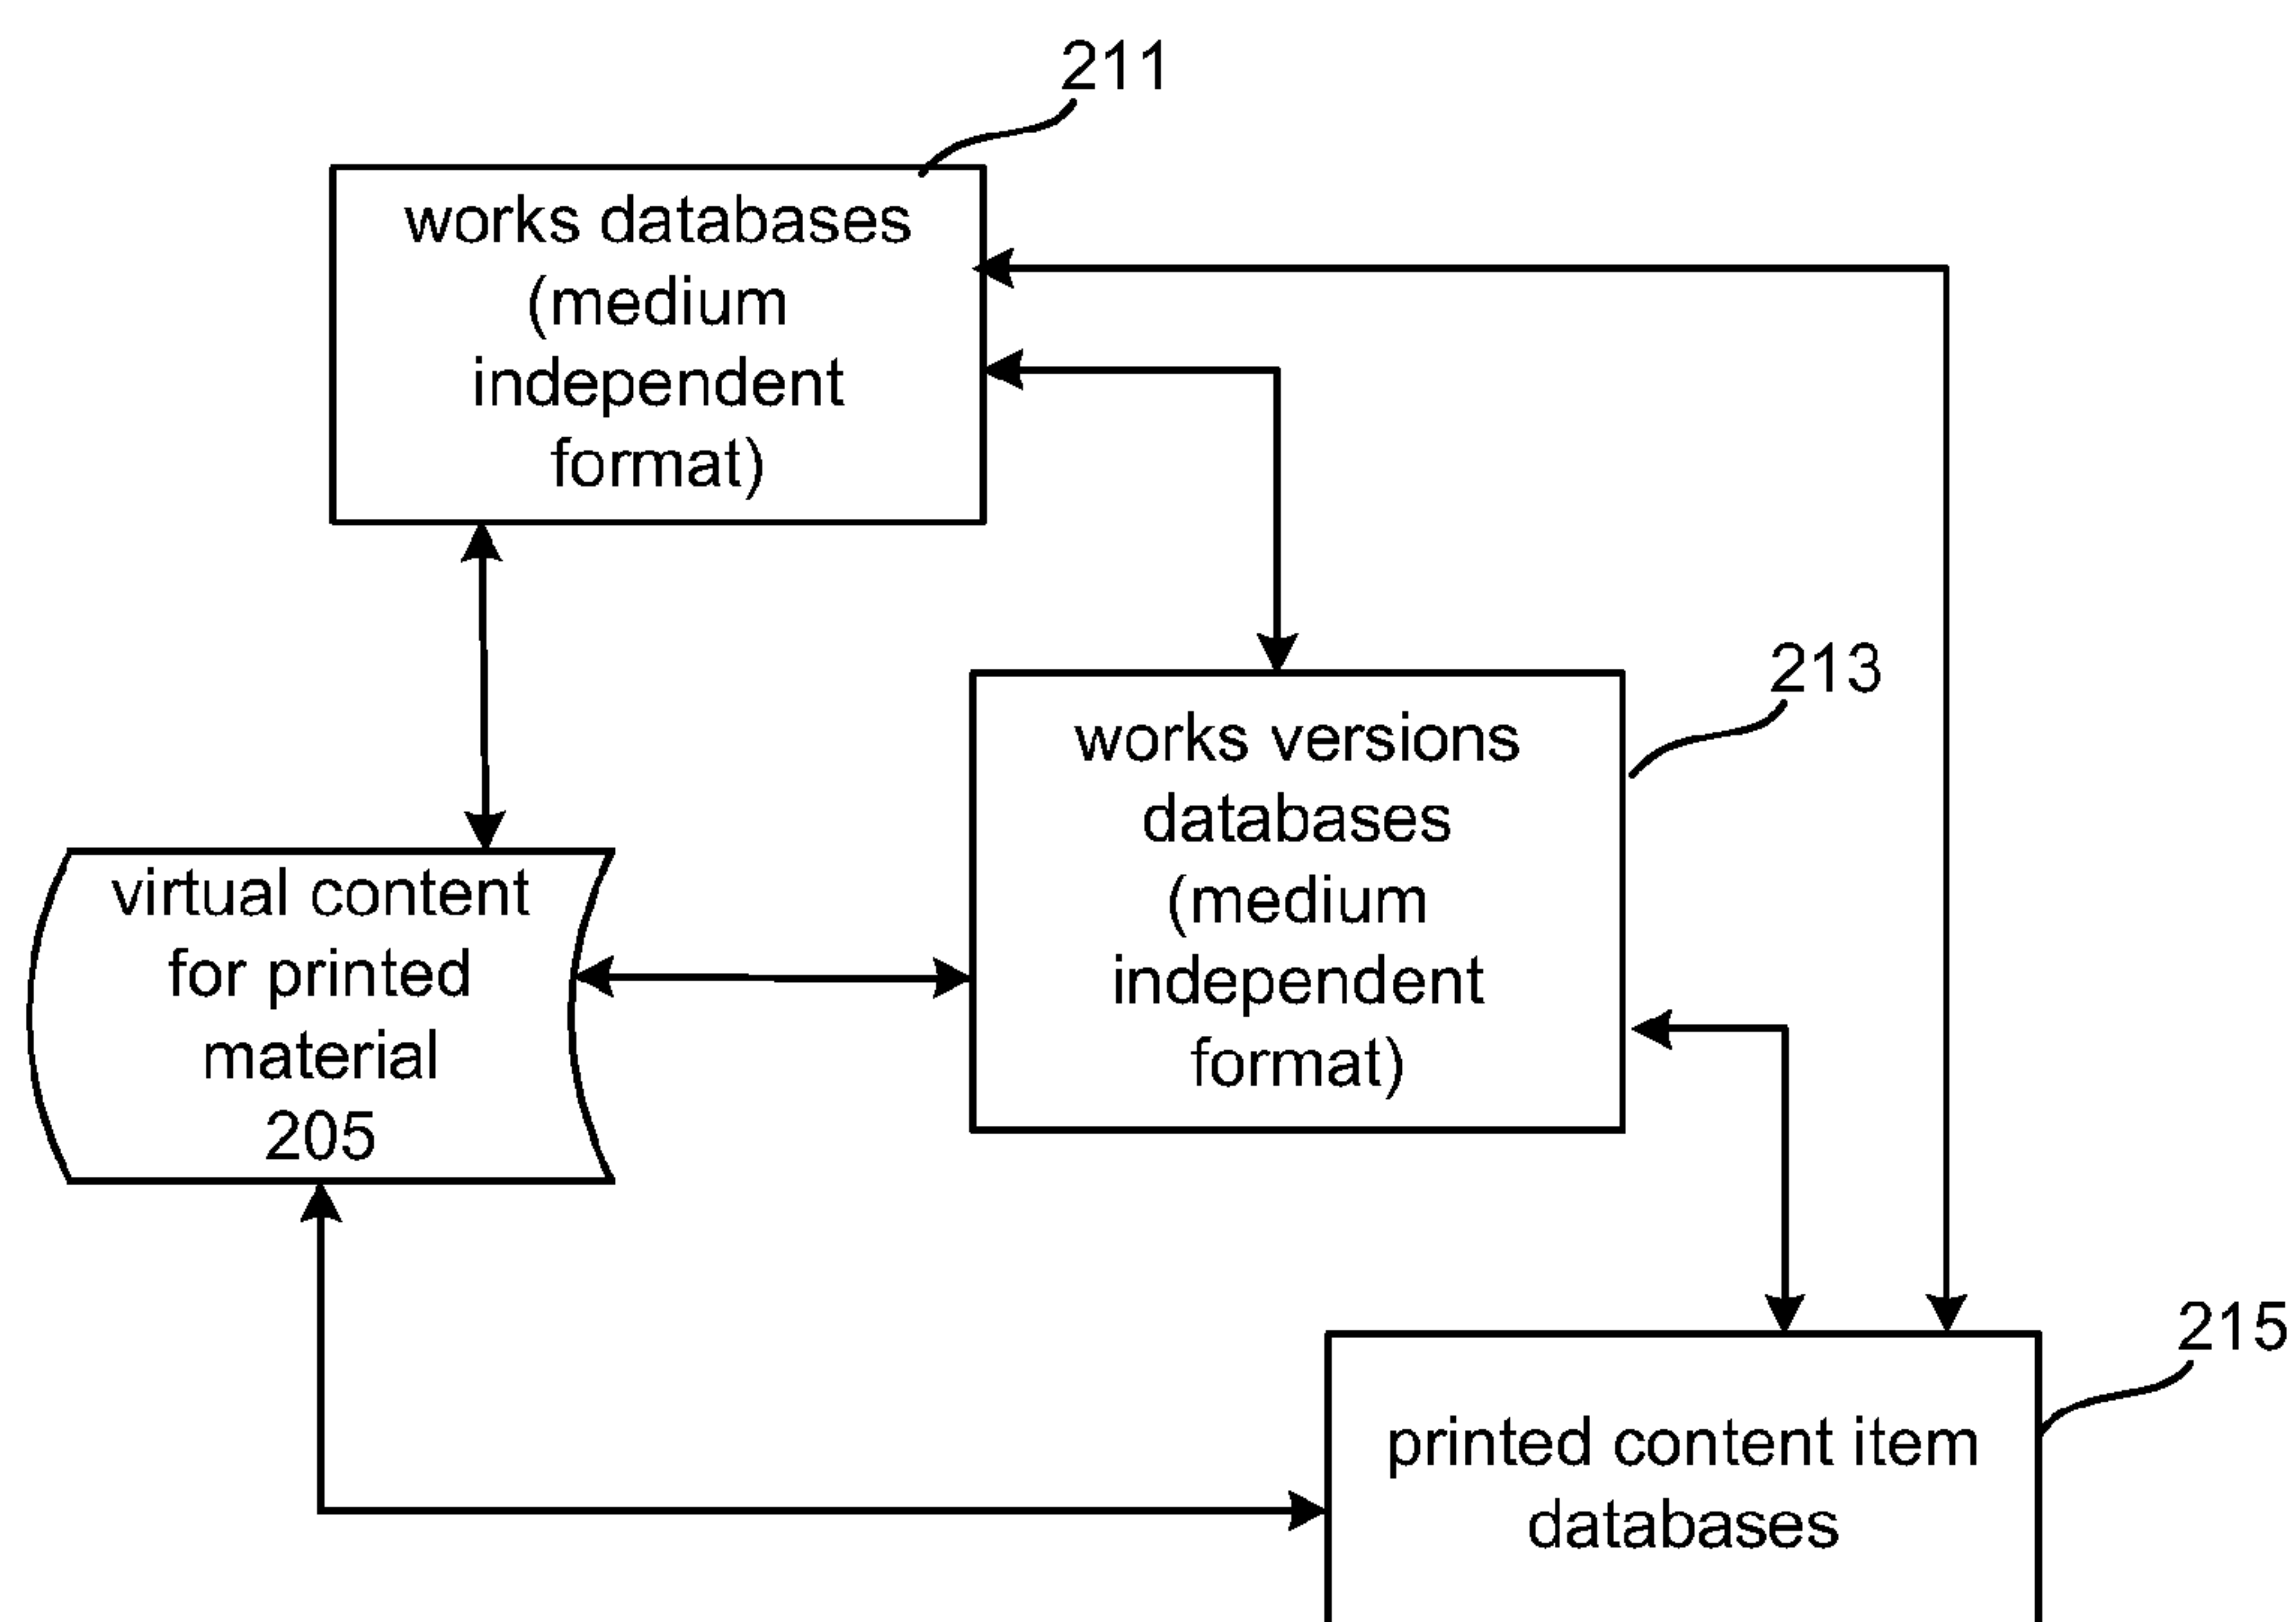 211
works databases
(medium
independent
format)
213
works versions
databases
(medium
independent
format)
virtual content
for printed
material
205
215
printed content item
databases